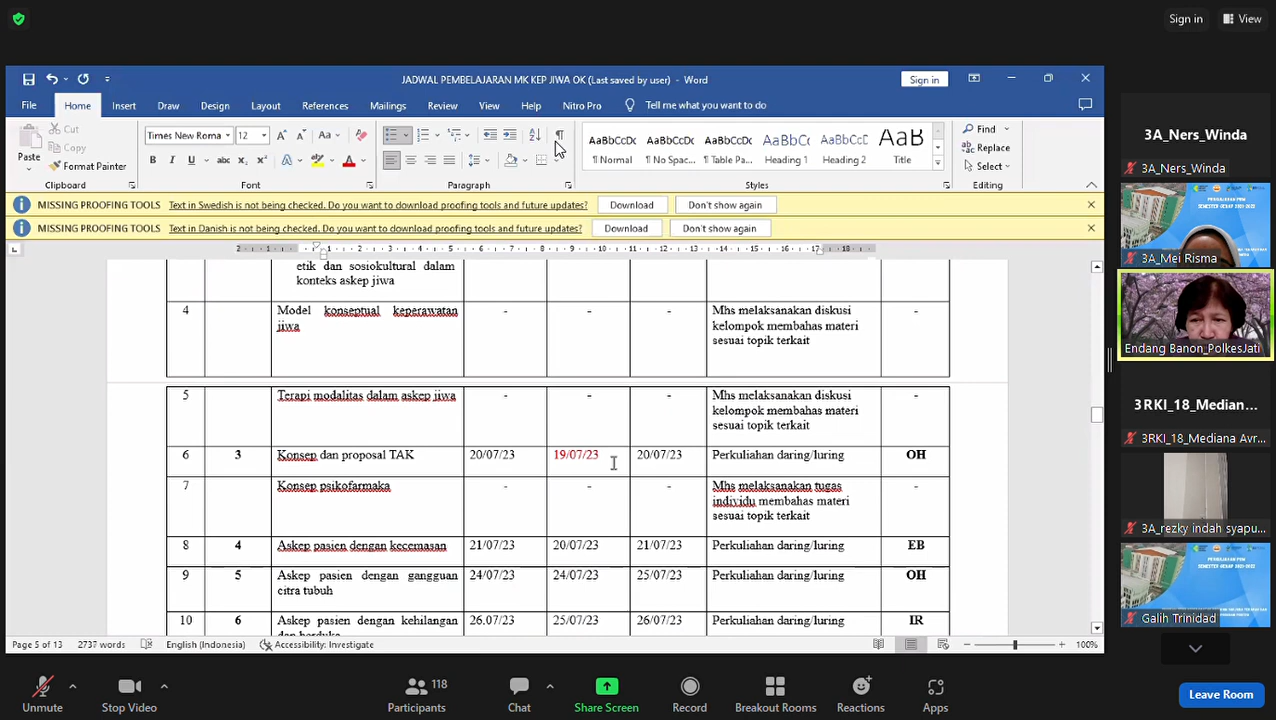 Sign in
View
JADWAL PEMBELAJARAN MK KEP JIWA OK (Last saved by user) - Word
Sign in
File Home Insert Draw Design Layout References Mailings Review View Help Nitro Pro Tell me what you want to do
Paste
Cut
Copy
Format Painter
Clipboard
Times New Roma 12
Font
Paragraph
AaBbCcDc AaBbCcDc AaBbCcDc AaBbCcD AaBbCcD AaB
¶ Normal ¶ No Spac... ¶ Table Pa... Heading 1 Heading 2 Title
Styles
Find
Replace
Select
Editing
MISSING PROOFING TOOLS Text in Swedish is not being checked. Do you want to download proofing tools and future updates? Download Don't show again
MISSING PROOFING TOOLS Text in Danish is not being checked. Do you want to download proofing tools and future updates? Download Don't show again
etik dan sosiokultural dalam
konteks askep jiwa
4 Model konseptual keperawatan jiwa - - - Mhs melaksanakan diskusi kelompok membahas materi sesuai topik terkait -
5 Terapi modalitas dalam askep jiwa - - - Mhs melaksanakan diskusi kelompok membahas materi sesuai topik terkait
6 3 Konsep dan proposal TAK 20/07/23 19/07/23 20/07/23 Perkuliahan daring/luring OH
7 Konsep psikofarmaka - - - Mhs melaksanakan tugas individu membahas materi sesuai topik terkait -
8 4 Askep pasien dengan kecemasan 21/07/23 20/07/23 21/07/23 Perkuliahan daring/luring EB
9 5 Askep pasien dengan gangguan citra tubuh 24/07/23 24/07/23 25/07/23 Perkuliahan daring/luring OH
10 6 Askep pasien dengan kehilangan dan berduka 26.07/23 25/07/23 26/07/23 Perkuliahan daring/luring IR
Page 5 of 13 2737 words English (Indonesia) Accessibility: Investigate 100%
3A_Ners_Winda
3A_Ners_Winda
3A_Mei Risma
Endang Banon_PolkesJati
3RKI_18_Median...
3RKI_18_Mediana Avr...
3A_rezky indah syapu...
Galih Trinidad
Unmute
Stop Video
118
Participants
Chat
Share Screen
Record
Breakout Rooms
Reactions
Apps
Leave Room